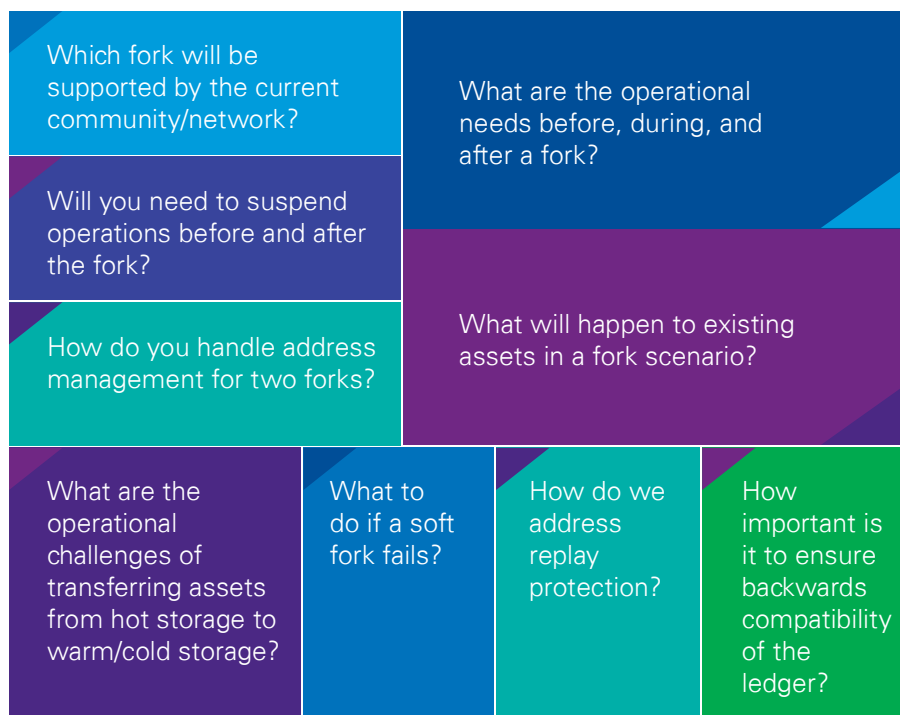 Which fork will be
supported by the current
community/network?
What are the operational
needs before, during, and
after a fork?
Will you need to suspend
operations before and after
the fork?
What will happen to existing
assets in a fork scenario?
How do you handle address
management for two forks?
What are the
operational
challenges of
transferring assets
from hot storage to
warm/cold storage?
What to
do if a soft
fork fails?
How do we
address
replay
protection?
How
important is
it to ensure
backwards
compatibility
of the
ledger?